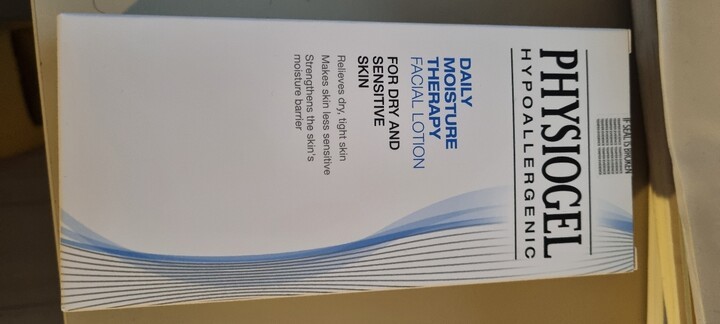 IF SEAL IS BROKEN
PHYSIOGEL
HYPOALLERGENIC
DAILY
MOISTURE
THERAPY
FACIAL LOTION
FOR DRY AND
SENSITIVE
SKIN
Relieves dry, tight skin
Makes skin less sensitive
Strengthens the skin's
moisture barrier